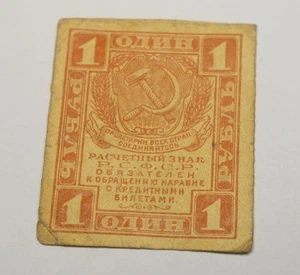 1 ОДИН 1
РУБЛЬ
РУБЛЬ
ПРОЛЕТАРИИ ВСЕХ СТРАН
СОЕДИНЯЙТЕСЬ
РАСЧЕТНЫЙ ЗНАК
Р.С.Ф.С.Р.
ОБЯЗАТЕЛЕН
К ОБРАЩЕНИЮ НАРАВНЕ
С КРЕДИТНЫМИ
БИЛЕТАМИ.
1 ОДИН 1